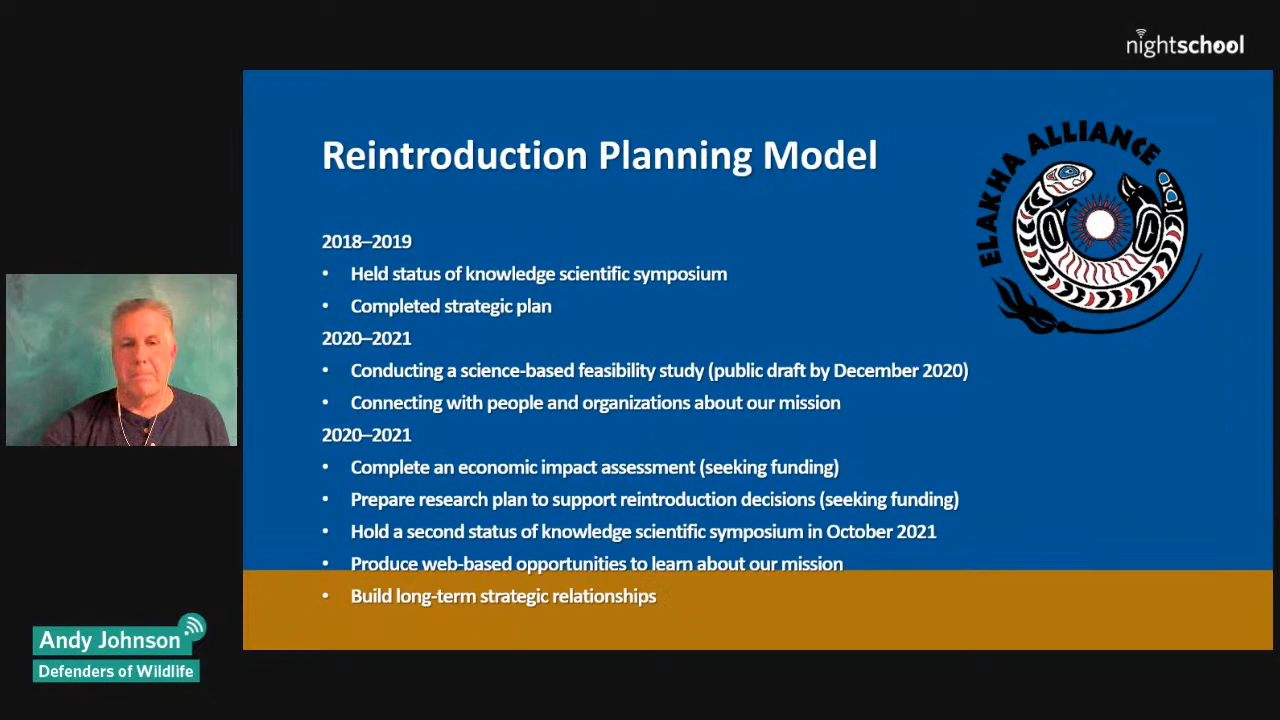 nightschool
Reintroduction Planning Model
ELAKHA ALLIANCE
2018–2019
• Held status of knowledge scientific symposium
• Completed strategic plan
2020–2021
• Conducting a science-based feasibility study (public draft by December 2020)
• Connecting with people and organizations about our mission
2020–2021
• Complete an economic impact assessment (seeking funding)
• Prepare research plan to support reintroduction decisions (seeking funding)
• Hold a second status of knowledge scientific symposium in October 2021
• Produce web-based opportunities to learn about our mission
• Build long-term strategic relationships
Andy Johnson
Defenders of Wildlife